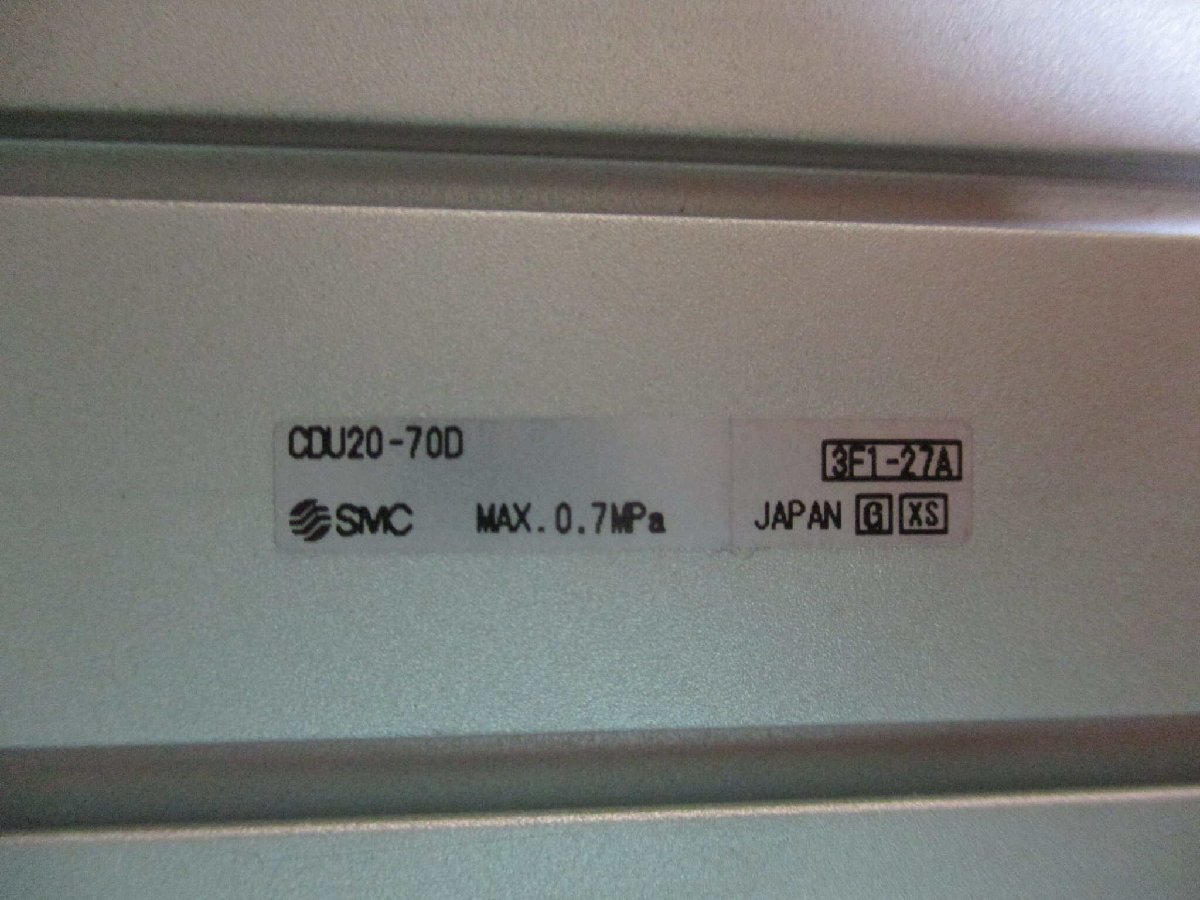 CDU20-70D
3F1-27A
SMC MAX. 0.7MPa JAPAN G XS